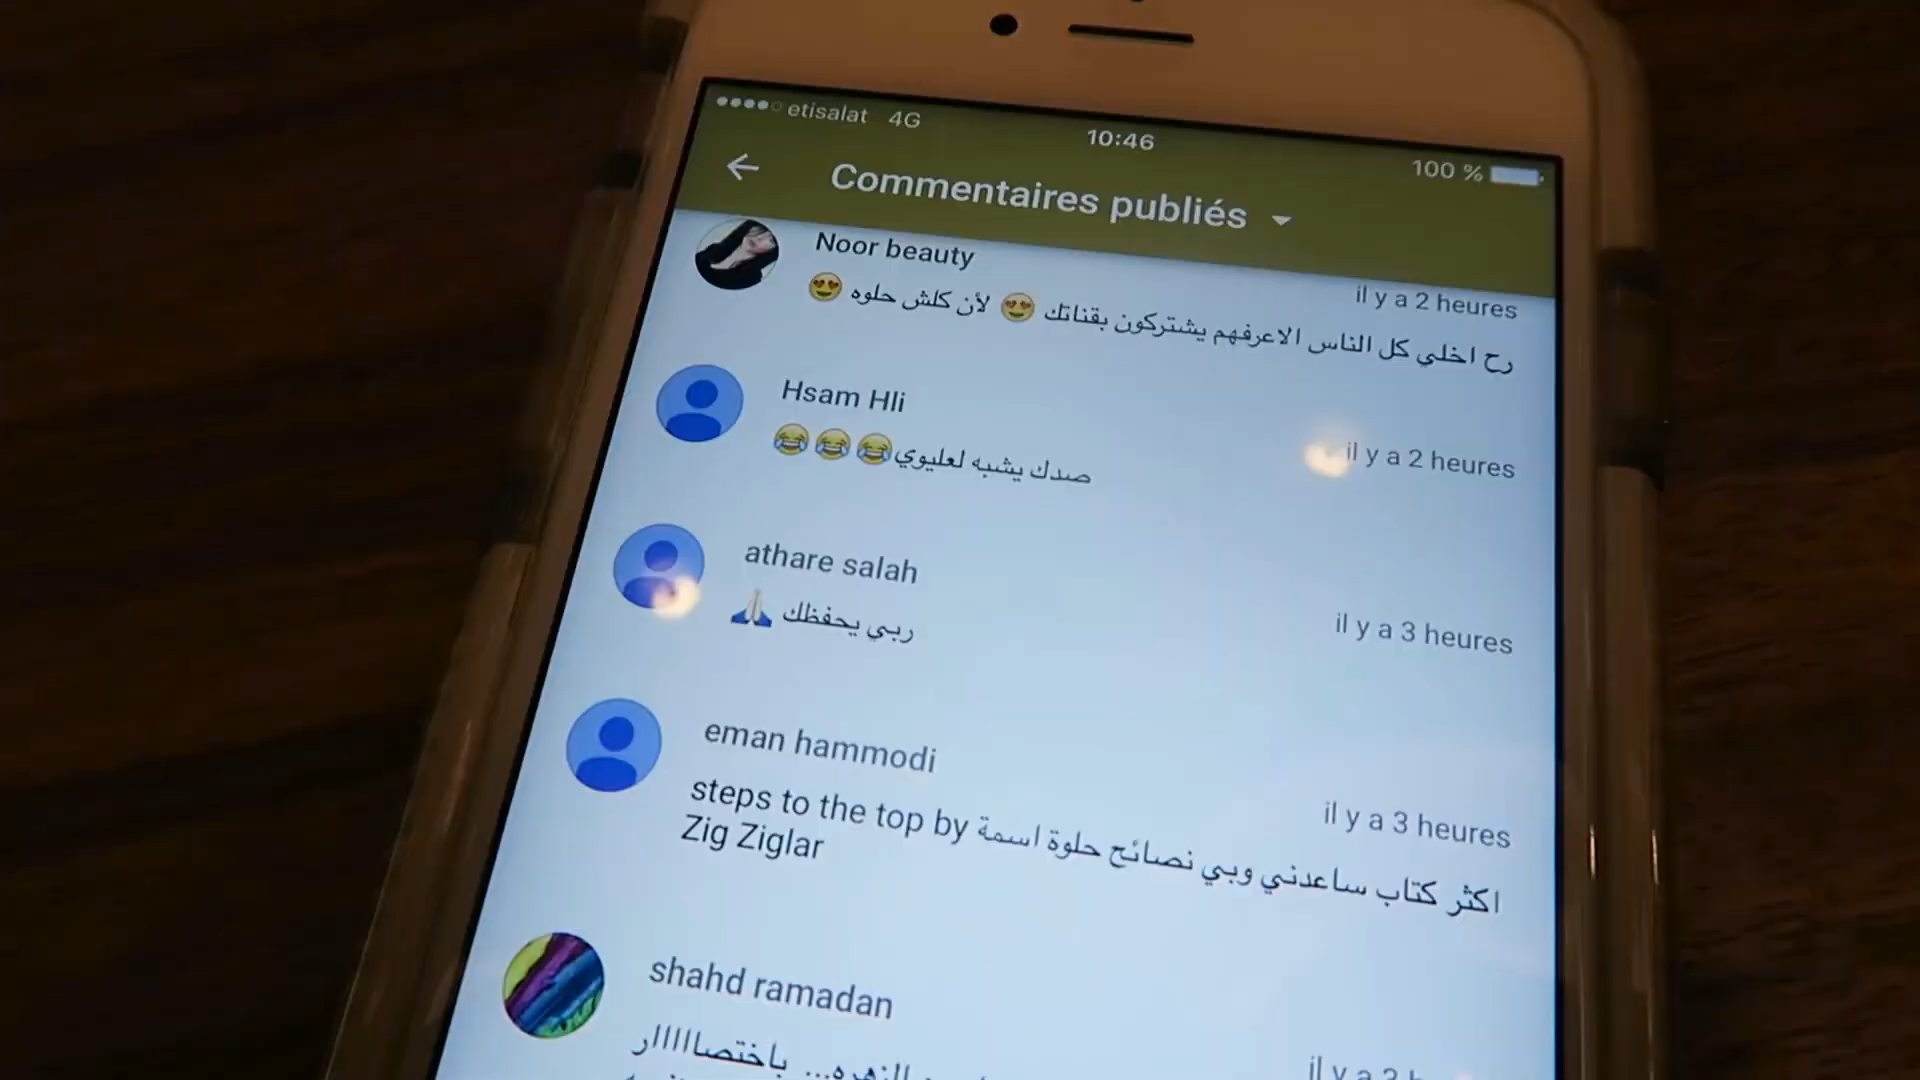 etisalat 4G 10:46 100 %
Commentaires publiés
Noor beauty
il y a 2 heures
رح اخلي كل الناس الاعرفهم يشتركون بقناتك 😍 لأن كلش حلوه 😍
Hsam Hli
il y a 2 heures
صدك يشبه لعليوي😂😂😂
athare salah
il y a 3 heures
ربي يحفظك 🙏
eman hammodi
il y a 3 heures
اكثر كتاب ساعدني وبي نصائح حلوة اسمة steps to the top by
Zig Ziglar
shahd ramadan
il y a
باختصااااار